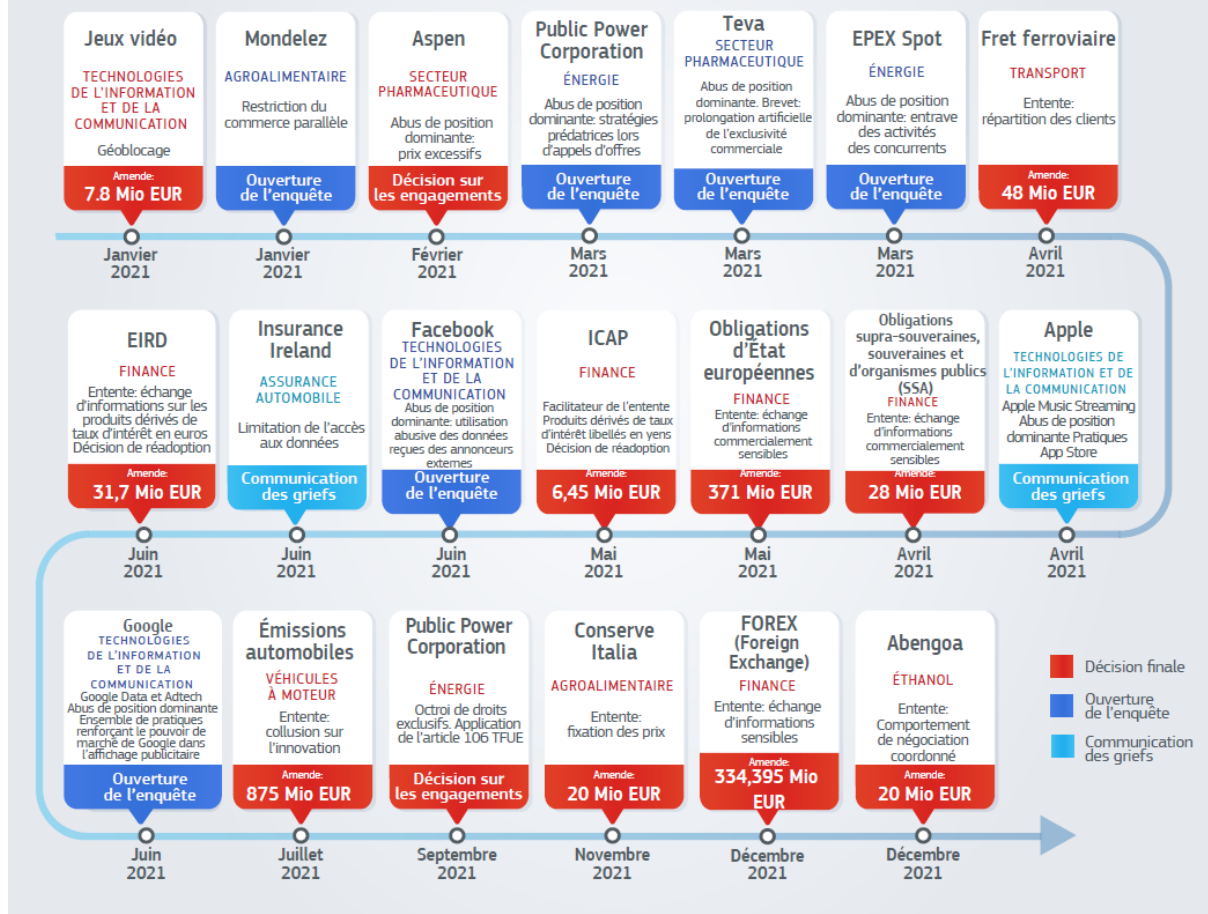 Jeux vidéo
TECHNOLOGIES
DE L'INFORMATION
ET DE LA
COMMUNICATION
Géoblocage
Amende:
7.8 Mio EUR
Janvier
2021
Mondelez
AGROALIMENTAIRE
Restriction du
commerce parallèle
Ouverture
de l'enquête
Janvier
2021
Aspen
SECTEUR
PHARMACEUTIQUE
Abus de position
dominante:
prix excessifs
Décision sur
les engagements
Février
2021
Public Power
Corporation
ÉNERGIE
Abus de position
dominante: stratégies
prédatrices lors
d'appels d'offres
Ouverture
de l'enquête
Mars
2021
Teva
SECTEUR
PHARMACEUTIQUE
Abus de position
dominante. Brevet:
prolongation artificielle
de l'exclusivité
commerciale
Ouverture
de l'enquête
Mars
2021
EPEX Spot
ÉNERGIE
Abus de position
dominante: entrave
des activités
des concurrents
Ouverture
de l'enquête
Mars
2021
Fret ferroviaire
TRANSPORT
Entente:
répartition des clients
Amende:
48 Mio EUR
Avril
2021
EIRD
FINANCE
Entente: échange
d'informations sur les
produits dérivés de
taux d'intérêt en euros
Décision de réadoption
Amende:
31,7 Mio EUR
Juin
2021
Insurance
Ireland
ASSURANCE
AUTOMOBILE
Limitation de l'accès
aux données
Communication
des griefs
Juin
2021
Facebook
TECHNOLOGIES
DE L'INFORMATION
ET DE LA
COMMUNICATION
Abus de position
dominante: utilisation
abusive des données
reçues des annonceurs
externes
Ouverture
de l'enquête
Juin
2021
ICAP
FINANCE
Facilitateur de l'entente
Produits dérivés de taux
d'intérêt libellés en yens
Décision de réadoption
Amende:
6,45 Mio EUR
Mai
2021
Obligations
d'État
européennes
FINANCE
Entente: échange
d'informations
commercialement
sensibles
Amende:
371 Mio EUR
Mai
2021
Obligations
supra-souveraines,
souveraines et
d'organismes publics
(SSA)
FINANCE
Entente: échange
d'informations
commercialement
sensibles
Amende:
28 Mio EUR
Avril
2021
Apple
TECHNOLOGIES DE
L'INFORMATION ET DE
LA COMMUNICATION
Apple Music Streaming
Abus de position
dominante Pratiques
App Store
Communication
des griefs
Avril
2021
Google
TECHNOLOGIES
DE L'INFORMATION
ET DE LA
COMMUNICATION
Google Data et Adtech
Abus de position dominante
Ensemble de pratiques
renforçant le pouvoir de
marché de Google dans
l'affichage publicitaire
Ouverture
de l'enquête
Juin
2021
Émissions
automobiles
VÉHICULES
À MOTEUR
Entente:
collusion sur
l'innovation
Amende:
875 Mio EUR
Juillet
2021
Public Power
Corporation
ÉNERGIE
Octroi de droits
exclusifs. Application
de l'article 106 TFUE
Décision sur
les engagements
Septembre
2021
Conserve
Italia
AGROALIMENTAIRE
Entente:
fixation des prix
Amende:
20 Mio EUR
Novembre
2021
FOREX
(Foreign
Exchange)
FINANCE
Entente: échange
d'informations
sensibles
Amende:
334,395 Mio
EUR
Décembre
2021
Abengoa
ÉTHANOL
Entente:
Comportement
de négociation
coordonné
Amende:
20 Mio EUR
Décembre
2021
Décision finale
Ouverture
de l'enquête
Communication
des griefs